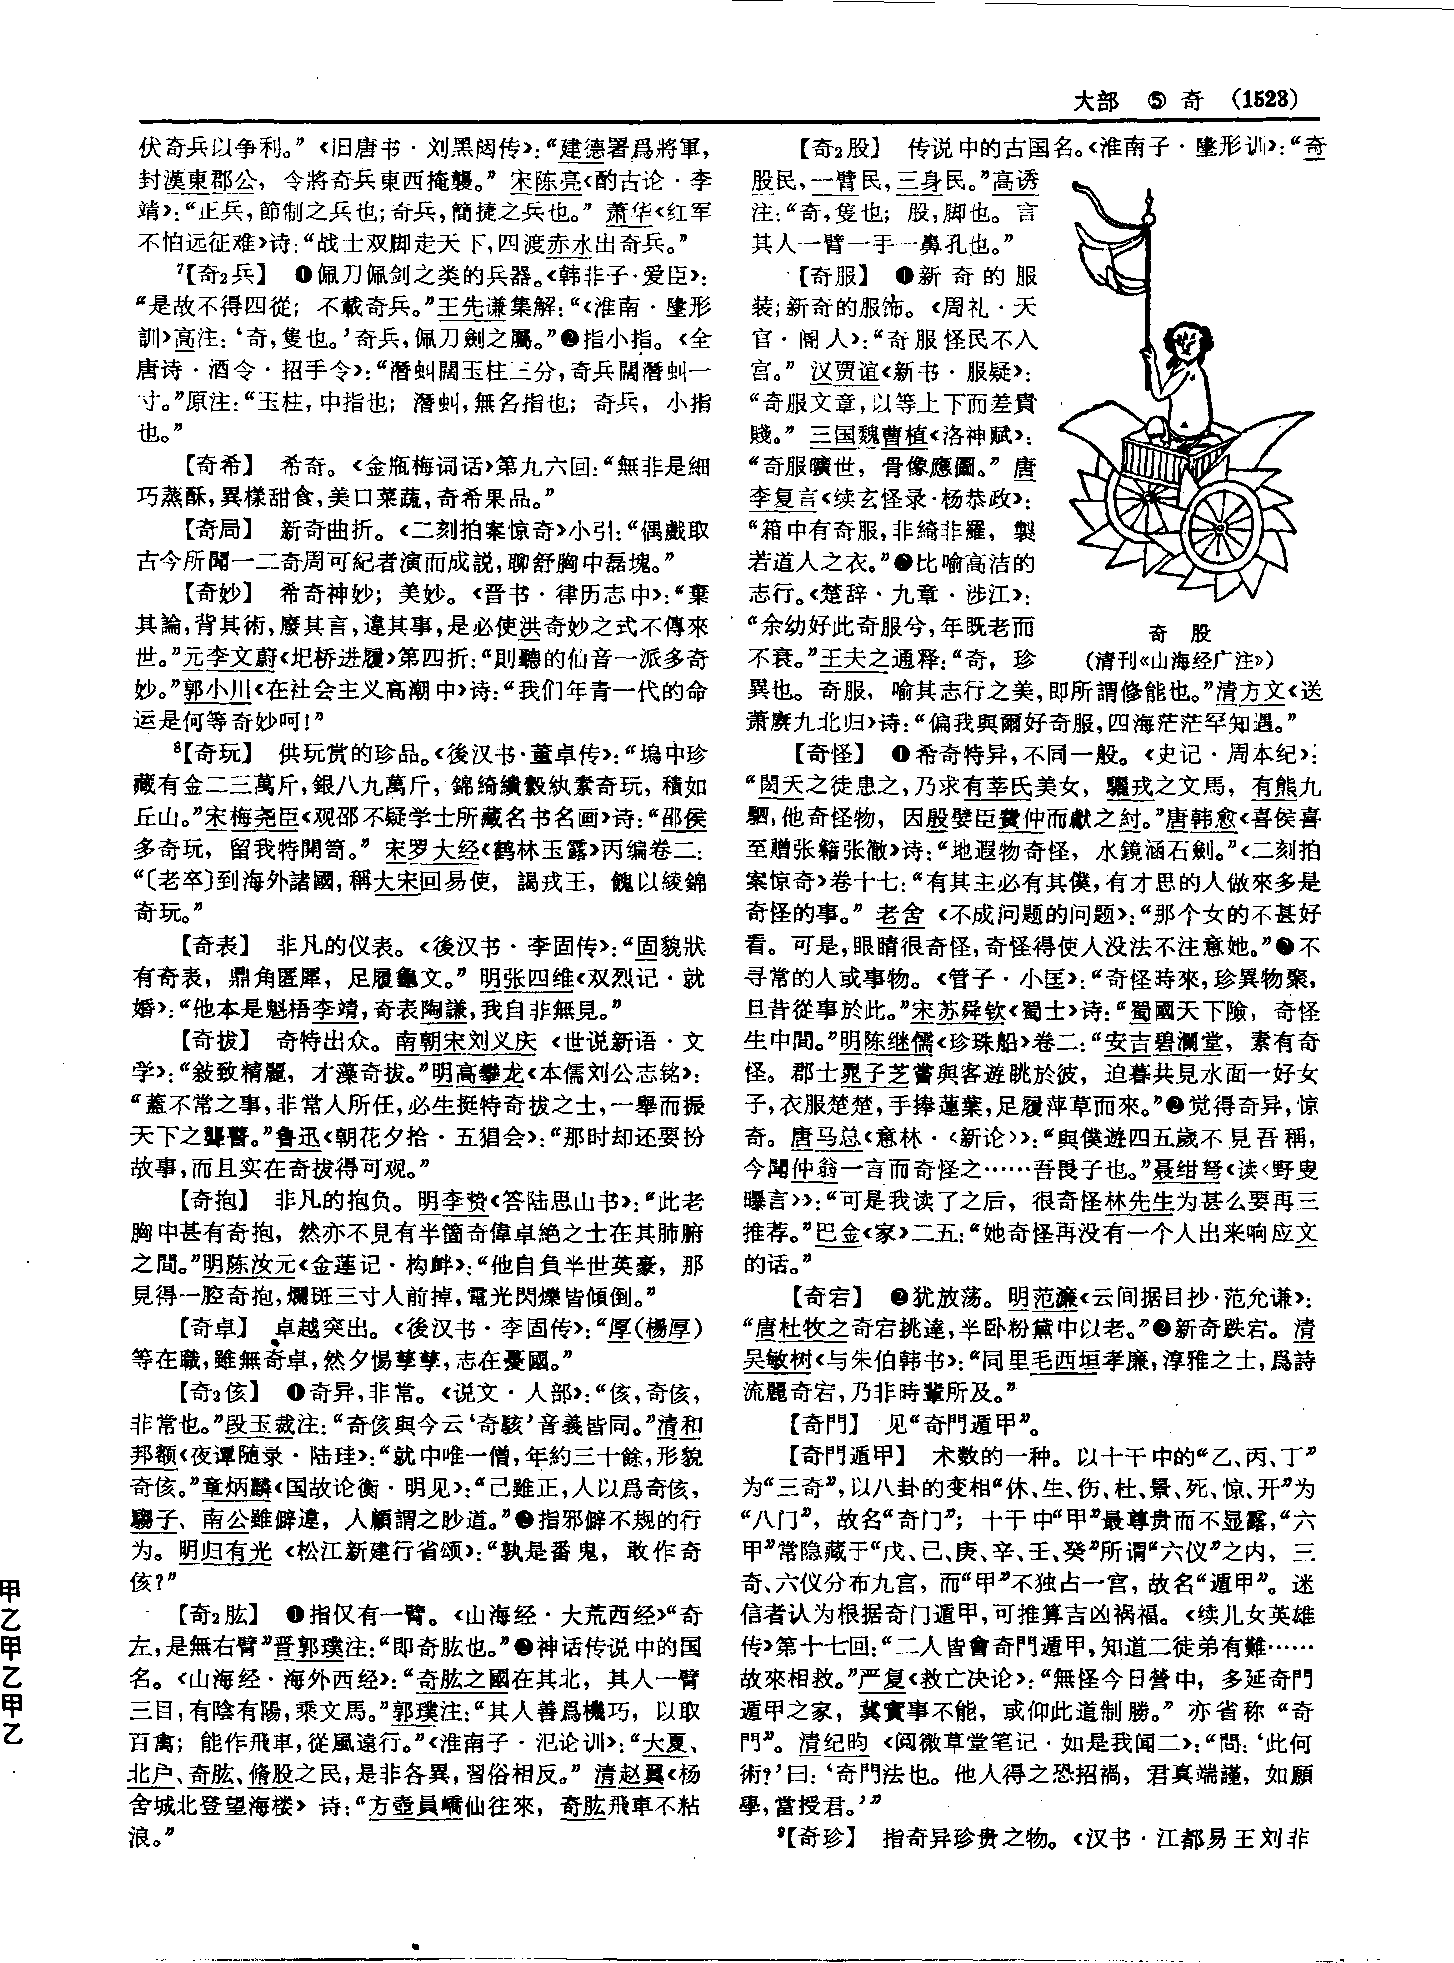 大部　⑤　奇　(1523)
伏奇兵以争利。”《旧唐书·刘黑闼传》：“建德署爲將軍，
封漢東郡公，令將奇兵東西掩襲。”宋陈亮《酌古论·李
靖》：“正兵，節制之兵也；奇兵，簡捷之兵也。”萧华《红军
不怕远征难》诗：“战士双脚走天下，四渡赤水出奇兵。”
7【奇2兵】　❶佩刀佩剑之类的兵器。《韩非子·爱臣》：
“是故不得四從；不載奇兵。”王先谦集解：“《淮南·墬形
訓》高注：‘奇，隻也。’奇兵，佩刀劍之屬。”❷指小指。《全
唐诗·酒令·招手令》：“潛虬闊玉柱三分，奇兵闊潛虬一
寸。”原注：“玉柱，中指也；潛虬，無名指也；奇兵，小指
也。”
【奇希】　希奇。《金瓶梅词话》第九六回：“無非是細
巧蒸酥，異樣甜食，美口菜蔬，奇希果品。”
【奇局】　新奇曲折。《二刻拍案惊奇》小引：“偶戲取
古今所聞一二奇局可紀者演而成説，聊舒胸中磊塊。”
【奇妙】　希奇神妙；美妙。《晋书·律历志中》：“棄
其論，背其術，廢其言，違其事，是必使洪奇妙之式不傳來
世。”元李文蔚《圯桥进履》第四折：“則聽的仙音一派多奇
妙。”郭小川《在社会主义高潮中》诗：“我们年青一代的命
运是何等奇妙呵！”
8【奇玩】　供玩赏的珍品。《後汉书·董卓传》：“塢中珍
藏有金二三萬斤，銀八九萬斤，錦綺繢縠紈素奇玩，積如
丘山。”宋梅尧臣《观邵不疑学士所藏名书名画》诗：“邵侯
多奇玩，留我特開笥。”宋罗大经《鹤林玉露》丙编卷二：
“〔老卒〕到海外諸國，稱大宋回易使，謁戎王，餽以綾錦
奇玩。”
【奇表】　非凡的仪表。《後汉书·李固传》：“固貌狀
有奇表，鼎角匿犀，足履龜文。”明张四维《双烈记·就
婚》：“他本是魁梧李靖，奇表陶謙，我自非無見。”
【奇拔】　奇特出众。南朝宋刘义庆《世说新语·文
学》：“敍致精麗，才藻奇拔。”明高攀龙《本儒刘公志铭》：
“蓋不常之事，非常人所任，必生挺特奇拔之士，一舉而振
天下之聾瞽。”鲁迅《朝花夕拾·五猖会》：“那时却还要扮
故事，而且实在奇拔得可观。”
【奇抱】　非凡的抱负。明李贽《答陆思山书》：“此老
胸中甚有奇抱，然亦不見有半箇奇偉卓絶之士在其肺腑
之間。”明陈汝元《金莲记·构衅》：“他自負半世英豪，那
見得一腔奇抱，爛斑三寸人前掉，電光閃爍皆傾倒。”
【奇卓】　卓越突出。《後汉书·李固传》：“厚（楊厚）
等在職，雖無奇卓，然夕惕孳孳，志在憂國。”
【奇2侅】　❶奇异，非常。《说文·人部》：“侅，奇侅，
非常也。”段玉裁注：“奇侅與今云‘奇駭’音義皆同。”清和
邦额《夜谭随录·陆珪》：“就中唯一僧，年約三十餘，形貌
奇侅。”章炳麟《国故论衡·明见》：“己雖正，人以爲奇侅，
騶子、南公雖僻違，人顧謂之眇道。”❷指邪僻不规的行
为。明归有光《松江新建行省颂》：“孰是番鬼，敢作奇
侅？”
【奇2肱】　❶指仅有一臂。《山海经·大荒西经》“奇
左，是無右臂”晋郭璞注：“即奇肱也。”❷神话传说中的国
名。《山海经·海外西经》：“奇肱之國在其北，其人一臂
三目，有陰有陽，乘文馬。”郭璞注：“其人善爲機巧，以取
百禽；能作飛車，從風遠行。”《淮南子·氾论训》：“大夏、
北户、奇肱、脩股之民，是非各異，習俗相反。”清赵翼《杨
舍城北登望海楼》诗：“方壺員嶠仙往來，奇肱飛車不粘
浪。”
【奇2股】　传说中的古国名。《淮南子·墬形训》：“奇
股民，一臂民，三身民。”高诱
注：“奇，隻也；股，脚也。言
其人一臂一手一鼻孔也。”
【奇服】　❶新奇的服
装；新奇的服饰。《周礼·天
官·阍人》：“奇服怪民不入
宫。”汉贾谊《新书·服疑》：
“奇服文章，以等上下而差貴
賤。”三国魏曹植《洛神赋》：
“奇服曠世，骨像應圖。”唐
李复言《续玄怪录·杨恭政》：
“箱中有奇服，非綺非羅，製
若道人之衣。”❷比喻高洁的
志行。《楚辞·九章·涉江》：
“余幼好此奇服兮，年既老而
不衰。”王夫之通释：“奇，珍
異也。奇服，喻其志行之美，即所謂修能也。”清方文《送
萧赓九北归》诗：“偏我與爾好奇服，四海茫茫罕知遇。”
奇　股
（清刊《山海经广注》）
【奇怪】　❶希奇特异，不同一般。《史记·周本纪》：
“閎夭之徒患之，乃求有莘氏美女，驪戎之文馬，有熊九
駟，他奇怪物，因殷嬖臣費仲而獻之紂。”唐韩愈《喜侯喜
至赠张籍张徹》诗：“地遐物奇怪，水鏡涵石劍。”《二刻拍
案惊奇》卷十七：“有其主必有其僕，有才思的人做來多是
奇怪的事。”老舍《不成问题的问题》：“那个女的不甚好
看。可是，眼睛很奇怪，奇怪得使人没法不注意她。”❷不
寻常的人或事物。《管子·小匡》：“奇怪時來，珍異物聚，
旦昔從事於此。”宋苏舜钦《蜀士》诗：“蜀國天下險，奇怪
生中間。”明陈继儒《珍珠船》卷二：“安吉碧瀾堂，素有奇
怪。郡士晁子芝嘗與客遊眺於彼，迫暮共見水面一好女
子，衣服楚楚，手捧蓮葉，足履萍草而來。”❸觉得奇异，惊
奇。唐马总《意林·〈新论〉》：“與僕遊四五歲不見吾稱，
今聞仲翁一言而奇怪之……吾畏子也。”聂绀弩《读〈野叟
曝言〉》：“可是我读了之后，很奇怪林先生为甚么要再三
推荐。”巴金《家》二五：“她奇怪再没有一个人出来响应文
的话。”
【奇宕】　❶犹放荡。明范濂《云间据目抄·范允谦》：
“唐杜牧之奇宕挑達，半卧粉黛中以老。”❷新奇跌宕。清
吴敏树《与朱伯韩书》：“同里毛西垣孝廉，淳雅之士，爲詩
流麗奇宕，乃非時輩所及。”
【奇門】　见“奇門遁甲”。
【奇門遁甲】　术数的一种。以十干中的“乙、丙、丁”
为“三奇”，以八卦的变相“休、生、伤、杜、景、死、惊、开”为
“八门”，故名“奇门”；十干中“甲”最尊贵而不显露，“六
甲”常隐藏于“戊、己、庚、辛、壬、癸”所谓“六仪”之内，三
奇、六仪分布九宫，而“甲”不独占一宫，故名“遁甲”。迷
信者认为根据奇门遁甲，可推算吉凶祸福。《续儿女英雄
传》第十七回：“二人皆會奇門遁甲，知道二徒弟有難……
故來相救。”严复《救亡决论》：“無怪今日營中，多延奇門
遁甲之家，冀實事不能，或仰此道制勝。”亦省称“奇
門”。清纪昀《阅微草堂笔记·如是我闻二》：“問：‘此何
術？’曰：‘奇門法也。他人得之恐招禍，君真端謹，如願
學，當授君。’”
9【奇珍】　指奇异珍贵之物。《汉书·江都易王刘非
甲乙甲乙甲乙